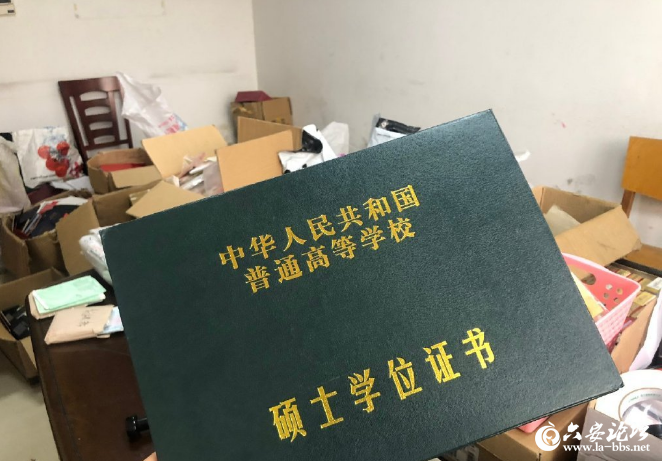 中华人民共和国
普通高等学校
硕士学位证书
六安论坛
www.la-bbs.net